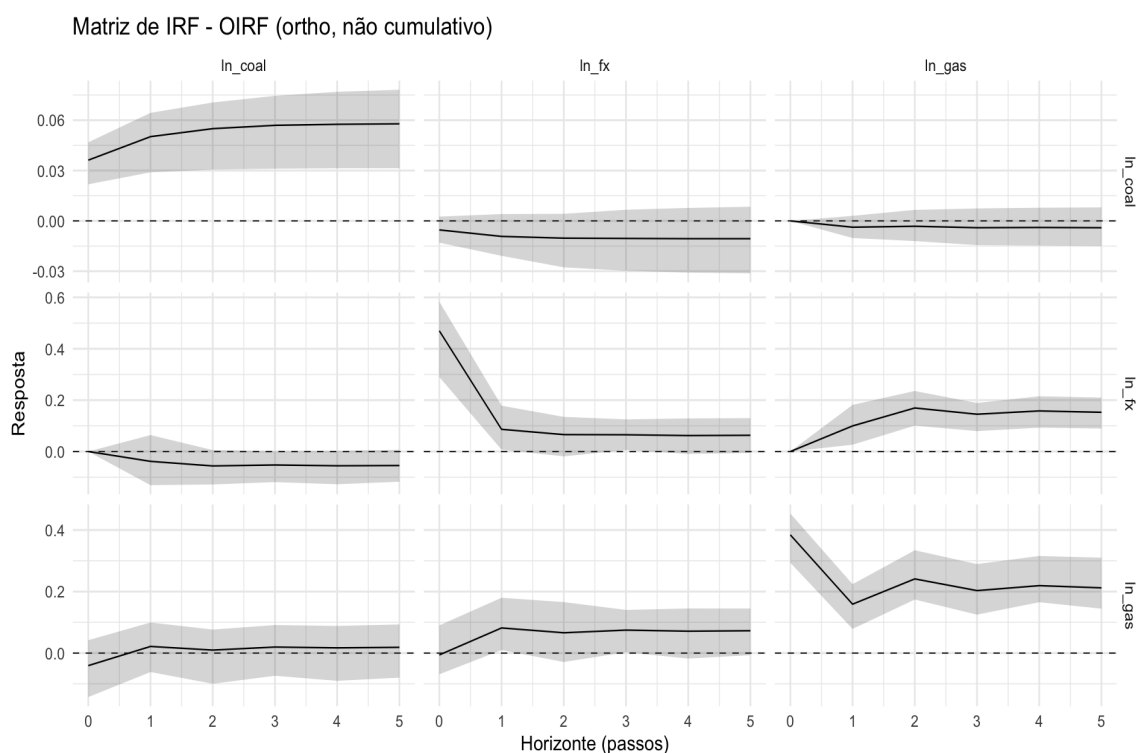 Matriz de IRF - OIRF (ortho, não cumulativo)
ln_coal ln_fx ln_gas
0.06
0.03
0.00
-0.03
ln_coal
0.6
0.4
0.2
0.0
ln_fx
Resposta
0.4
0.2
0.0
ln_gas
0 1 2 3 4 5 0 1 2 3 4 5 0 1 2 3 4 5
Horizonte (passos)